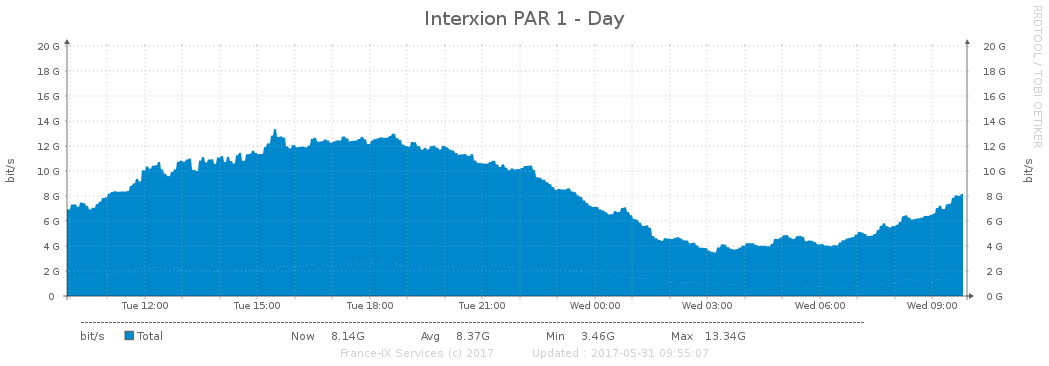 Interxion PAR 1 - Day
RRDTOOL / TOBI OETIKER
bit/s
20 G
18 G
16 G
14 G
12 G
10 G
8 G
6 G
4 G
2 G
0
20 G
18 G
16 G
14 G
12 G
10 G
8 G
6 G
4 G
2 G
0 G
bit/s
Tue 12:00 Tue 15:00 Tue 18:00 Tue 21:00 Wed 00:00 Wed 03:00 Wed 06:00 Wed 09:00
bit/s Total Now 8.14G Avg 8.37G Min 3.46G Max 13.34G
France-IX Services (c) 2017 Updated : 2017-05-31 09:55:07